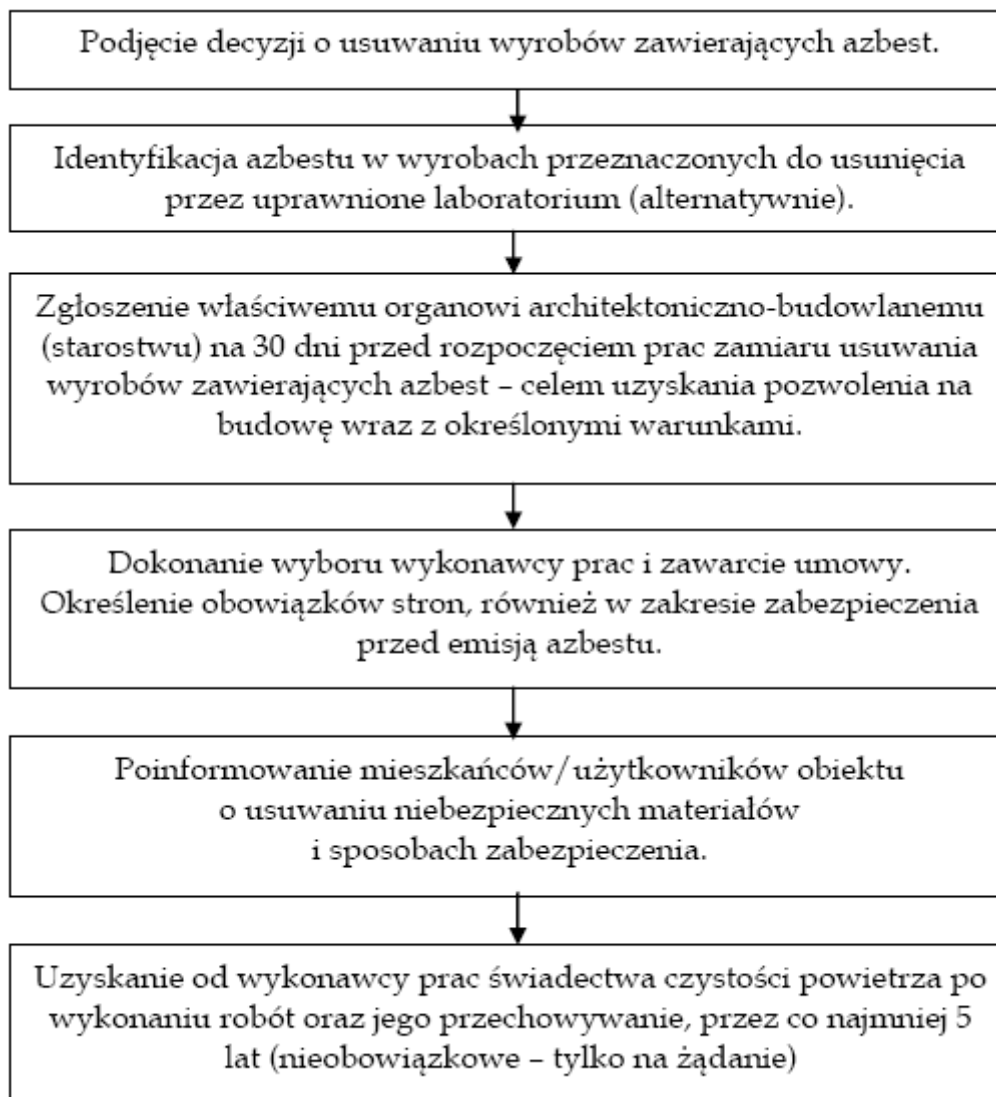 Podjęcie decyzji o usuwaniu wyrobów zawierających azbest.
Identyfikacja azbestu w wyrobach przeznaczonych do usunięcia
przez uprawnione laboratorium (alternatywnie).
Zgłoszenie właściwemu organowi architektoniczno-budowlanemu
(starostwu) na 30 dni przed rozpoczęciem prac zamiaru usuwania
wyrobów zawierających azbest – celem uzyskania pozwolenia na
budowę wraz z określonymi warunkami.
Dokonanie wyboru wykonawcy prac i zawarcie umowy.
Określenie obowiązków stron, również w zakresie zabezpieczenia
przed emisją azbestu.
Poinformowanie mieszkańców/użytkowników obiektu
o usuwaniu niebezpiecznych materiałów
i sposobach zabezpieczenia.
Uzyskanie od wykonawcy prac świadectwa czystości powietrza po
wykonaniu robót oraz jego przechowywanie, przez co najmniej 5
lat (nieobowiązkowe – tylko na żądanie)